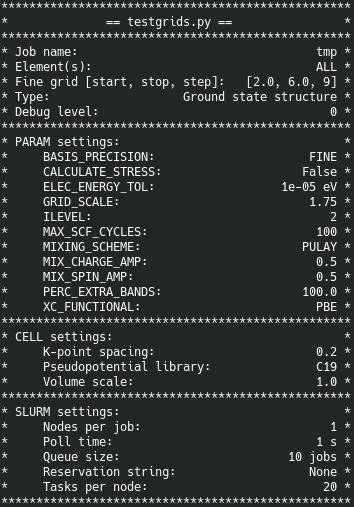 **************************************************
*              == testgrids.py ==                *
**************************************************
* Job name:                                  tmp *
* Element(s):                                ALL *
* Fine grid [start, stop, step]:   [2.0, 6.0, 9] *
* Type:                   Ground state structure *
* Debug level:                                 0 *
**************************************************
* PARAM settings:                                *
*     BASIS_PRECISION:                      FINE *
*     CALCULATE_STRESS:                    False *
*     ELEC_ENERGY_TOL:                  1e-05 eV *
*     GRID_SCALE:                           1.75 *
*     ILEVEL:                                  2 *
*     MAX_SCF_CYCLES:                        100 *
*     MIXING_SCHEME:                       PULAY *
*     MIX_CHARGE_AMP:                        0.5 *
*     MIX_SPIN_AMP:                          0.5 *
*     PERC_EXTRA_BANDS:                    100.0 *
*     XC_FUNCTIONAL:                         PBE *
**************************************************
* CELL settings:                                 *
*     K-point spacing:                       0.2 *
*     Pseudopotential library:               C19 *
*     Volume scale:                          1.0 *
**************************************************
* SLURM settings:                                *
*     Nodes per job:                           1 *
*     Poll time:                             1 s *
*     Queue size:                        10 jobs *
*     Reservation string:                   None *
*     Tasks per node:                         20 *
**************************************************